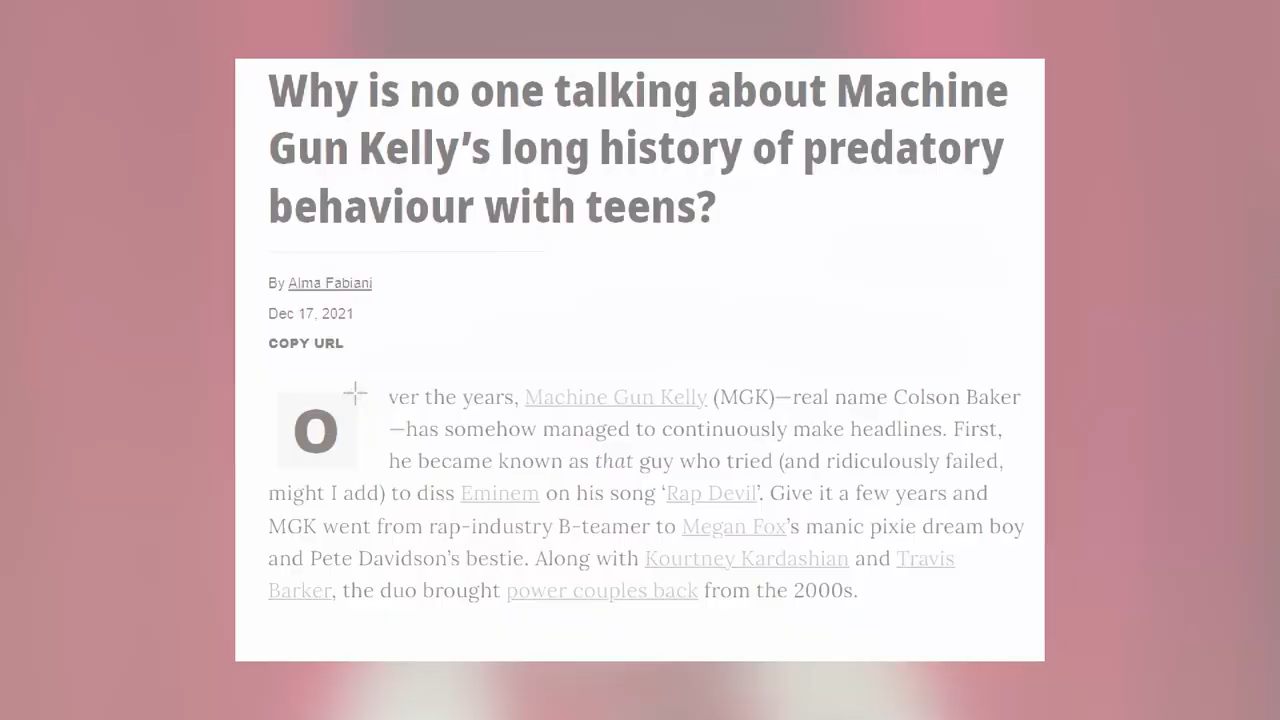 Why is no one talking about Machine
Gun Kelly’s long history of predatory
behaviour with teens?
By Alma Fabiani
Dec 17, 2021
COPY URL
Over the years, Machine Gun Kelly (MGK)—real name Colson Baker
—has somehow managed to continuously make headlines. First,
he became known as that guy who tried (and ridiculously failed,
might I add) to diss Eminem on his song ‘Rap Devil’. Give it a few years and
MGK went from rap-industry B-teamer to Megan Fox’s manic pixie dream boy
and Pete Davidson’s bestie. Along with Kourtney Kardashian and Travis
Barker, the duo brought power couples back from the 2000s.